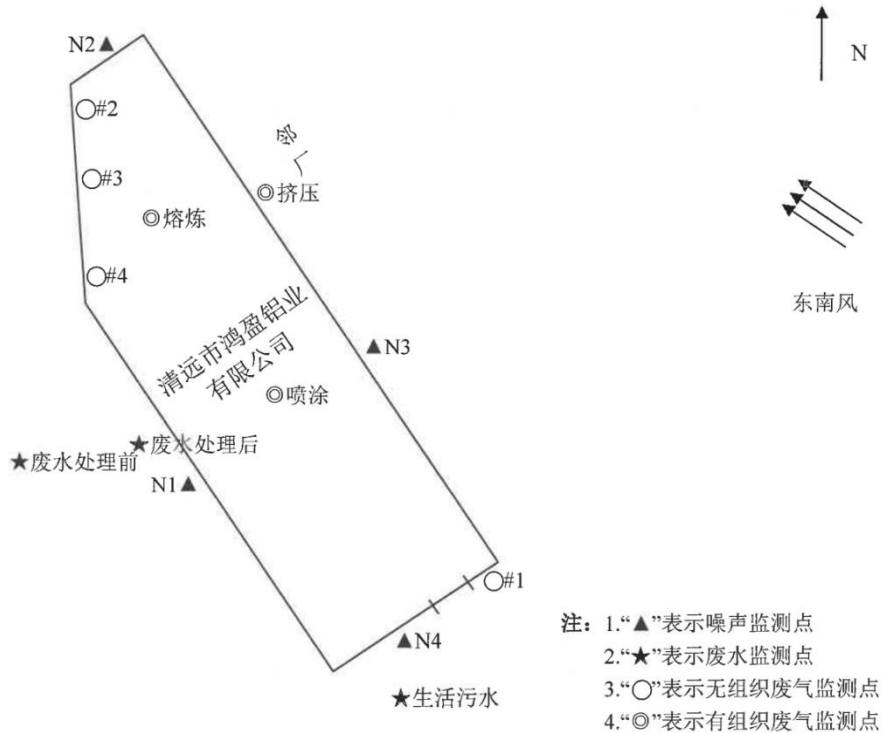 N2▲
N
○#2
邻厂
○#3
◎挤压
◎熔炼
○#4
东南风
清远市鸿盈铝业
有限公司
▲N3
◎喷涂
★废水处理后
★废水处理前
N1▲
○#1
注：1.“▲”表示噪声监测点
▲N4
2.“★”表示废水监测点
★生活污水
3.“○”表示无组织废气监测点
4.“◎”表示有组织废气监测点